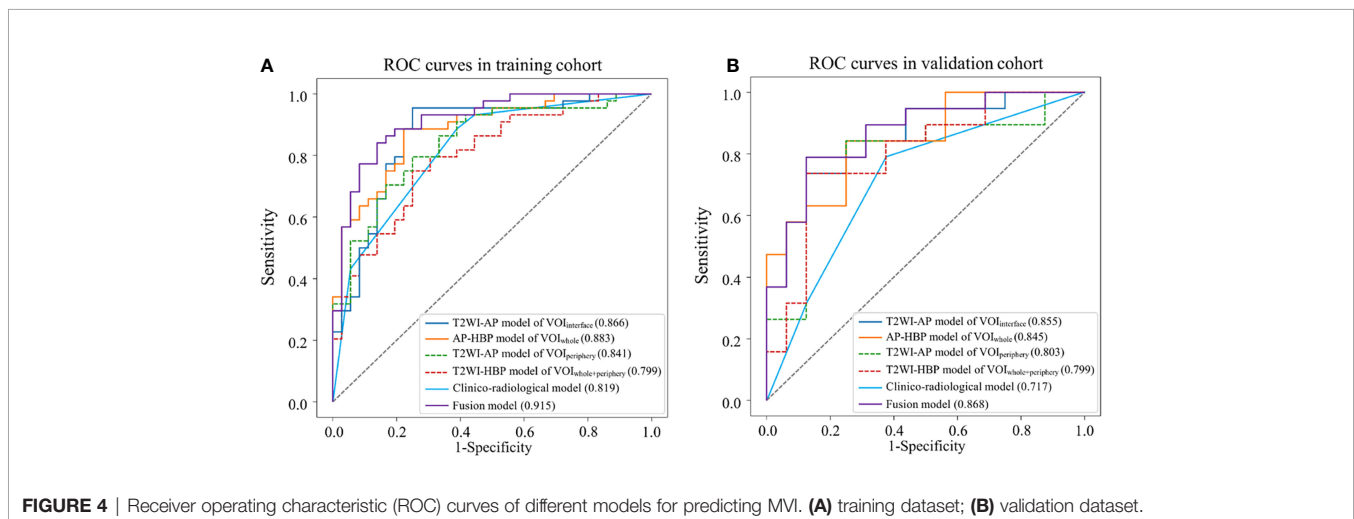 A
ROC curves in training cohort
Sensitivity
1.0
0.8
0.6
0.4
0.2
0.0
T2WI-AP model of VOIinterface (0.866)
AP-HBP model of VOIwhole (0.883)
T2WI-AP model of VOIperiphery (0.841)
T2WI-HBP model of VOIwhole+periphery (0.799)
Clinico-radiological model (0.819)
Fusion model (0.915)
0.0 0.2 0.4 0.6 0.8 1.0
1-Specificity
B
ROC curves in validation cohort
Sensitivity
1.0
0.8
0.6
0.4
0.2
0.0
T2WI-AP model of VOIinterface (0.855)
AP-HBP model of VOIwhole (0.845)
T2WI-AP model of VOIperiphery (0.803)
T2WI-HBP model of VOIwhole+periphery (0.799)
Clinico-radiological model (0.717)
Fusion model (0.868)
0.0 0.2 0.4 0.6 0.8 1.0
1-Specificity
FIGURE 4 | Receiver operating characteristic (ROC) curves of different models for predicting MVI. (A) training dataset; (B) validation dataset.